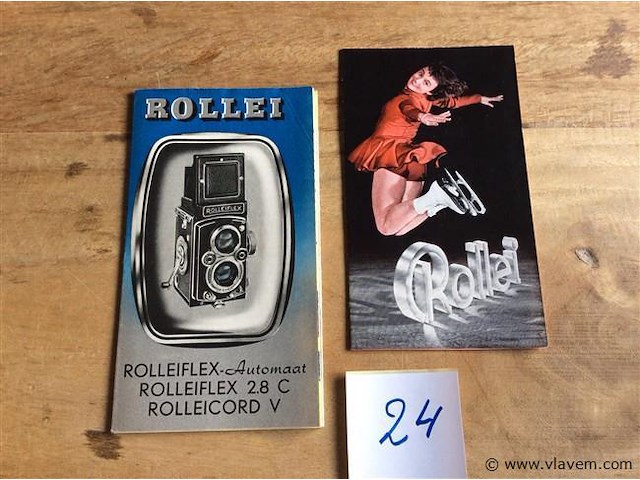 ROLLEI
ROLLEIFLEX
ROLLEIFLEX-Automaat
ROLLEIFLEX 2.8 C
ROLLEICORD V
Rollei
24
© www.vlavem.com